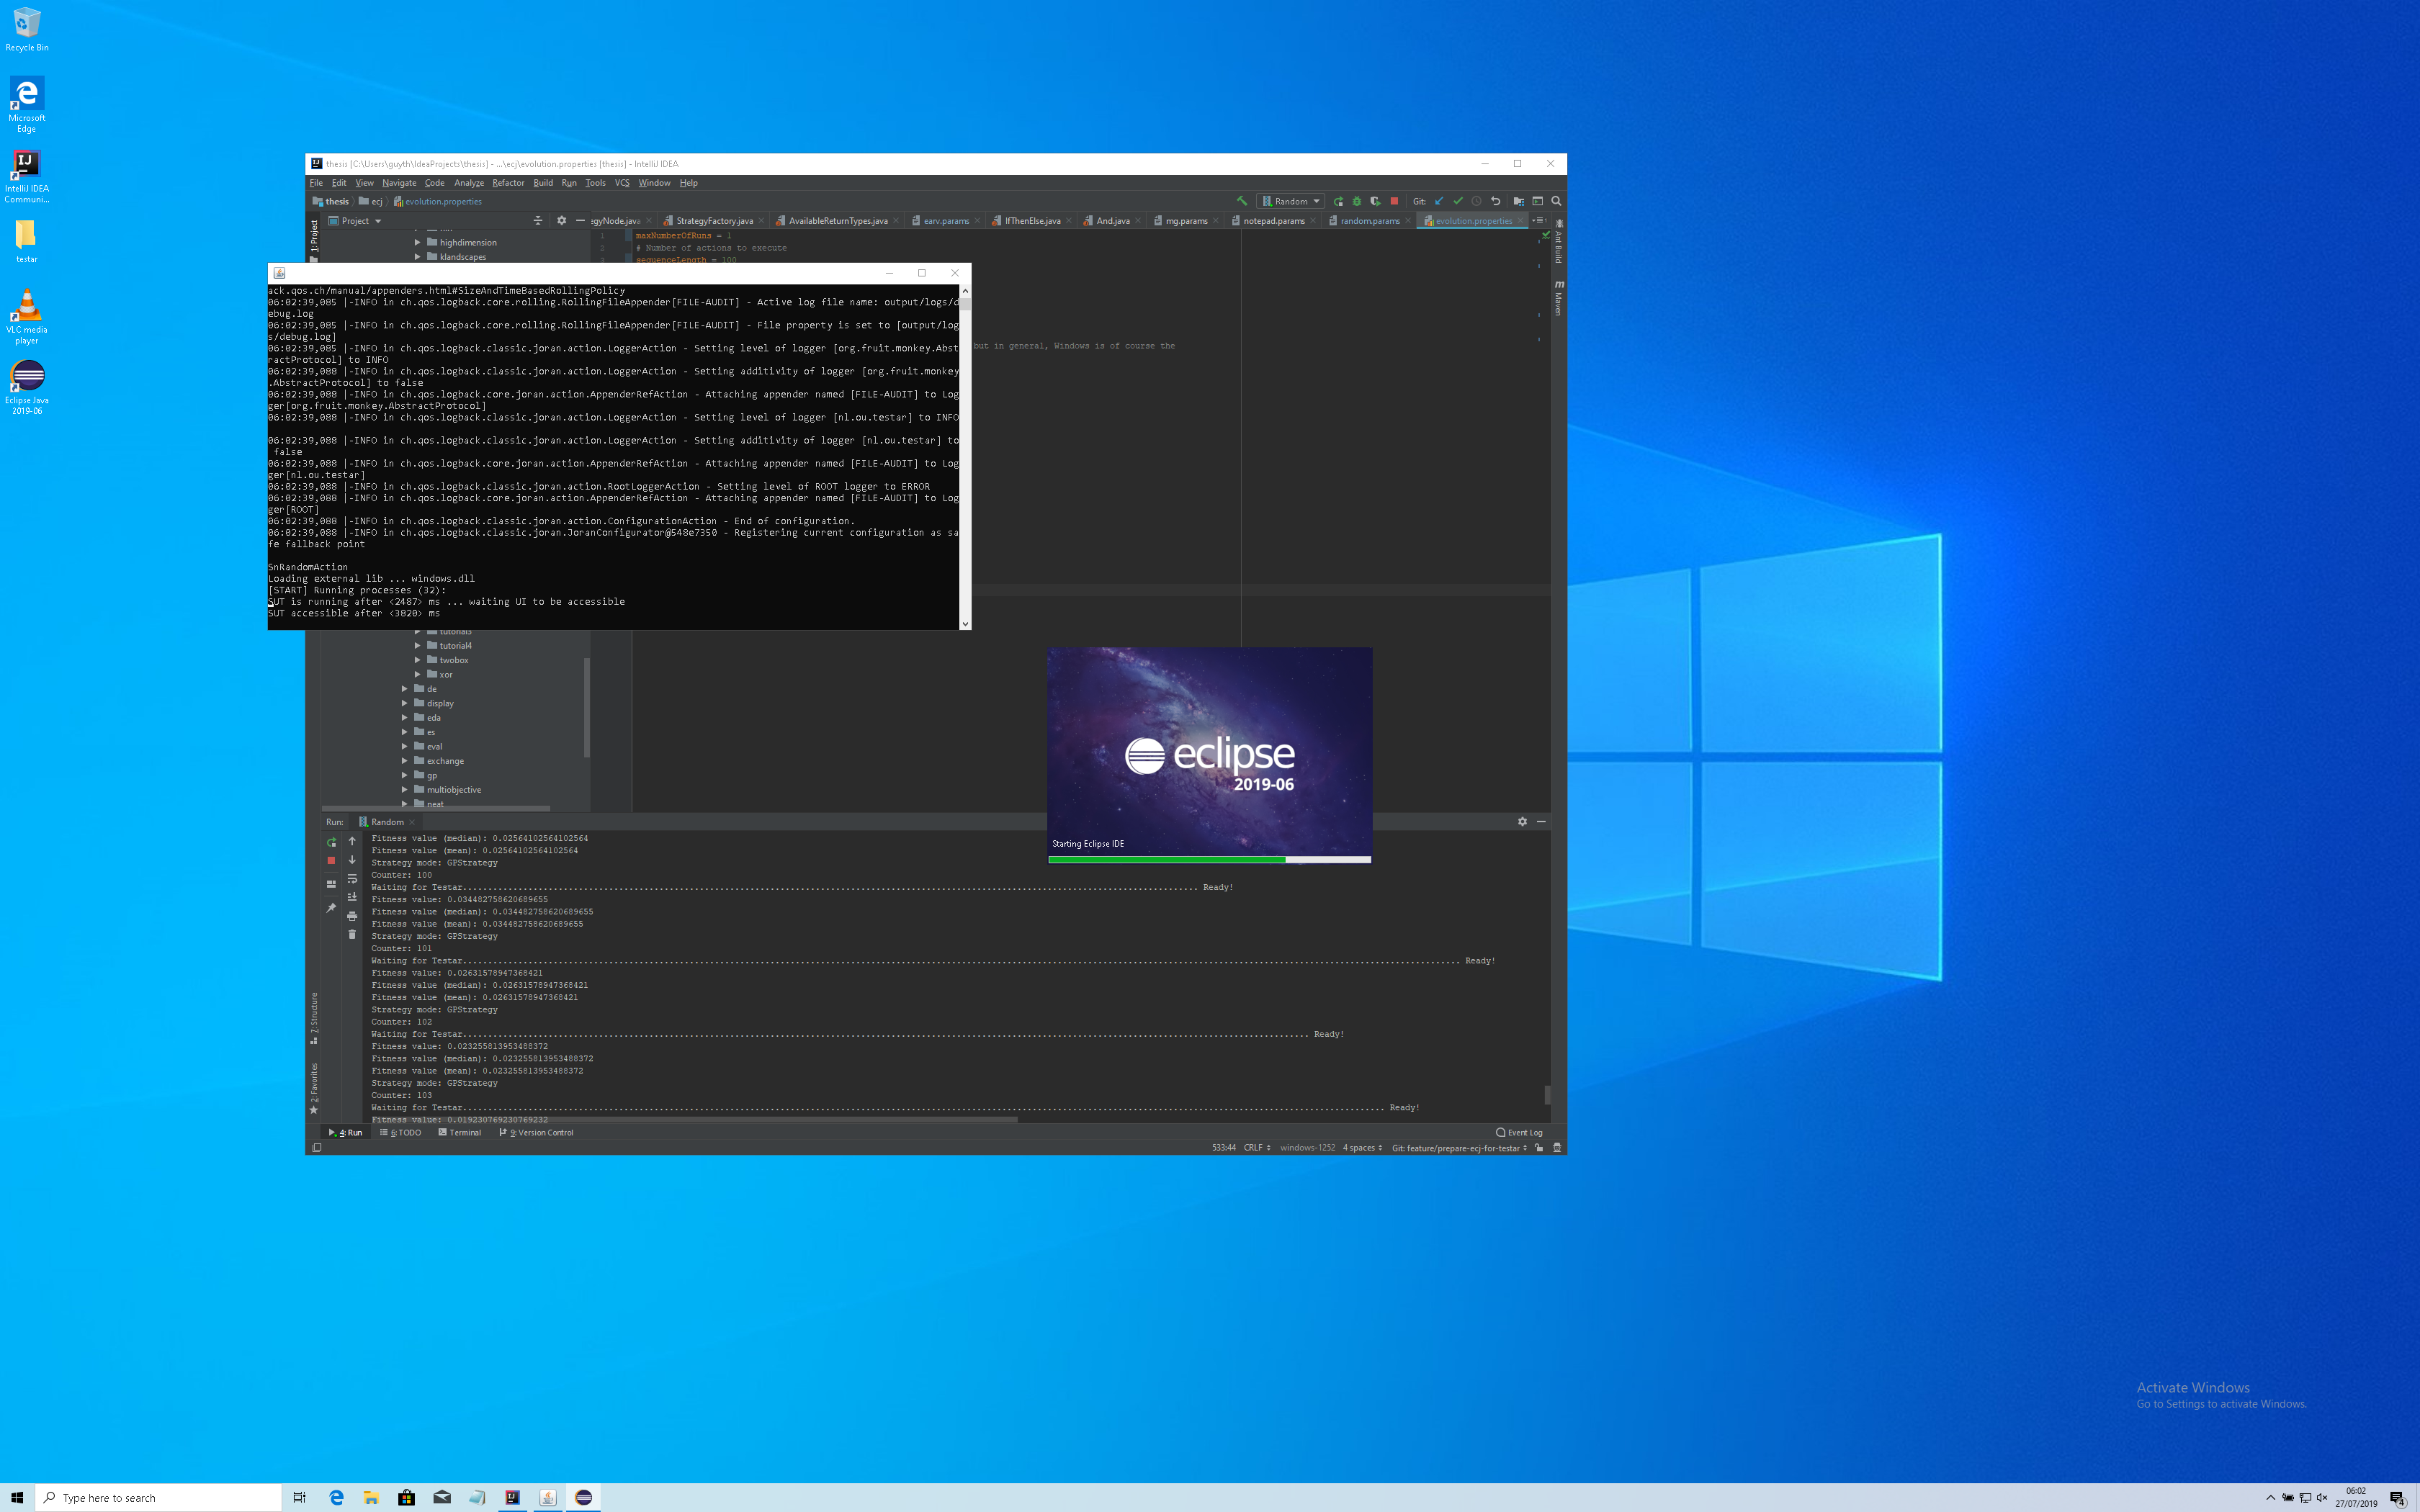 Recycle Bin
Microsoft
Edge
IntelliJ IDEA
Communi...
testar
VLC media
player
Eclipse Java
2019-06
thesis [C:\Users\guyth\IdeaProjects\thesis] - ...\ecj\evolution.properties [thesis] - IntelliJ IDEA
File Edit View Navigate Code Analyze Refactor Build Run Tools VCS Window Help
thesis ecj evolution.properties
Random Git:
1: Project
Project
egyNode.java StrategyFactory.java AvailableReturnTypes.java earv.params IfThenElse.java And.java mg.params notepad.params random.params evolution.properties
Ant Build
Maven
highdimension
klandscapes
1 maxNumberOfRuns = 1
2 # Number of actions to execute
3 sequenceLength = 100
but in general, Windows is of course the
ack.qos.ch/manual/appenders.html#SizeAndTimeBasedRollingPolicy
06:02:39,085 |-INFO in ch.qos.logback.core.rolling.RollingFileAppender[FILE-AUDIT] - Active log file name: output/logs/d
ebug.log
06:02:39,085 |-INFO in ch.qos.logback.core.rolling.RollingFileAppender[FILE-AUDIT] - File property is set to [output/log
s/debug.log]
06:02:39,085 |-INFO in ch.qos.logback.classic.joran.action.LoggerAction - Setting level of logger [org.fruit.monkey.Abst
ractProtocol] to INFO
06:02:39,088 |-INFO in ch.qos.logback.classic.joran.action.LoggerAction - Setting additivity of logger [org.fruit.monkey
.AbstractProtocol] to false
06:02:39,088 |-INFO in ch.qos.logback.core.joran.action.AppenderRefAction - Attaching appender named [FILE-AUDIT] to Log
ger[org.fruit.monkey.AbstractProtocol]
06:02:39,088 |-INFO in ch.qos.logback.classic.joran.action.LoggerAction - Setting level of logger [nl.ou.testar] to INFO
06:02:39,088 |-INFO in ch.qos.logback.classic.joran.action.LoggerAction - Setting additivity of logger [nl.ou.testar] to
false
06:02:39,088 |-INFO in ch.qos.logback.core.joran.action.AppenderRefAction - Attaching appender named [FILE-AUDIT] to Log
ger[nl.ou.testar]
06:02:39,088 |-INFO in ch.qos.logback.classic.joran.action.RootLoggerAction - Setting level of ROOT logger to ERROR
06:02:39,088 |-INFO in ch.qos.logback.core.joran.action.AppenderRefAction - Attaching appender named [FILE-AUDIT] to Log
ger[ROOT]
06:02:39,088 |-INFO in ch.qos.logback.classic.joran.action.ConfigurationAction - End of configuration.
06:02:39,088 |-INFO in ch.qos.logback.classic.joran.JoranConfigurator@548e7350 - Registering current configuration as sa
fe fallback point
SnRandomAction
Loading external lib ... windows.dll
[START] Running processes (32):
SUT is running after <2487> ms ... waiting UI to be accessible
SUT accessible after <3820> ms
tutorial3
tutorial4
twobox
xor
de
display
eda
es
eval
exchange
gp
multiobjective
neat
eclipse
2019-06
Starting Eclipse IDE
Run: Random
Fitness value (median): 0.02564102564102564
Fitness value (mean): 0.02564102564102564
Strategy mode: GPStrategy
Counter: 100
Waiting for Testar.................................................................................................................................................. Ready!
Fitness value: 0.034482758620689655
Fitness value (median): 0.034482758620689655
Fitness value (mean): 0.034482758620689655
Strategy mode: GPStrategy
Counter: 101
Waiting for Testar....................................................................................................................................................................................................... Ready!
Fitness value: 0.02631578947368421
Fitness value (median): 0.02631578947368421
Fitness value (mean): 0.02631578947368421
Strategy mode: GPStrategy
Counter: 102
Waiting for Testar........................................................................................................................................................................ Ready!
Fitness value: 0.023255813953488372
Fitness value (median): 0.023255813953488372
Fitness value (mean): 0.023255813953488372
Strategy mode: GPStrategy
Counter: 103
Waiting for Testar....................................................................................................................................................................................... Ready!
Fitness value: 0.019230769230769232
7: Structure
2: Favorites
4: Run 6: TODO Terminal 9: Version Control Event Log
533:44 CRLF windows-1252 4 spaces Git: feature/prepare-ecj-for-testar
Activate Windows
Go to Settings to activate Windows.
Type here to search
06:02
27/07/2019
4